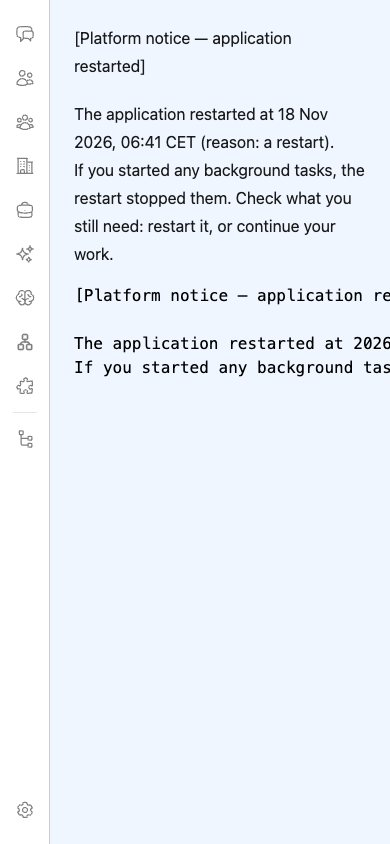 [Platform notice — application
restarted]
The application restarted at 18 Nov
2026, 06:41 CET (reason: a restart).
If you started any background tasks, the
restart stopped them. Check what you
still need: restart it, or continue your
work.
[Platform notice — application re
The application restarted at 2026
If you started any background tas